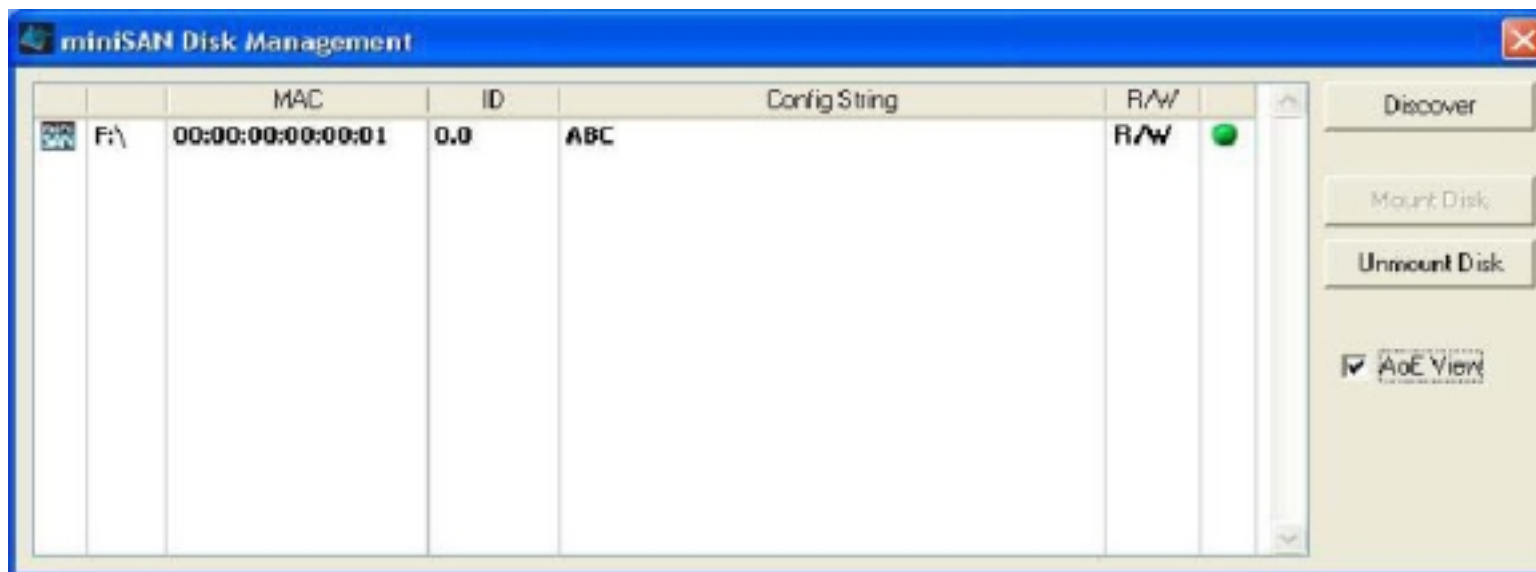 miniSAN Disk Management
MAC ID Config String R/W
F:\ 00:00:00:00:00:01 0.0 ABC R/W
Discover
Mount Disk
Unmount Disk
AoE View